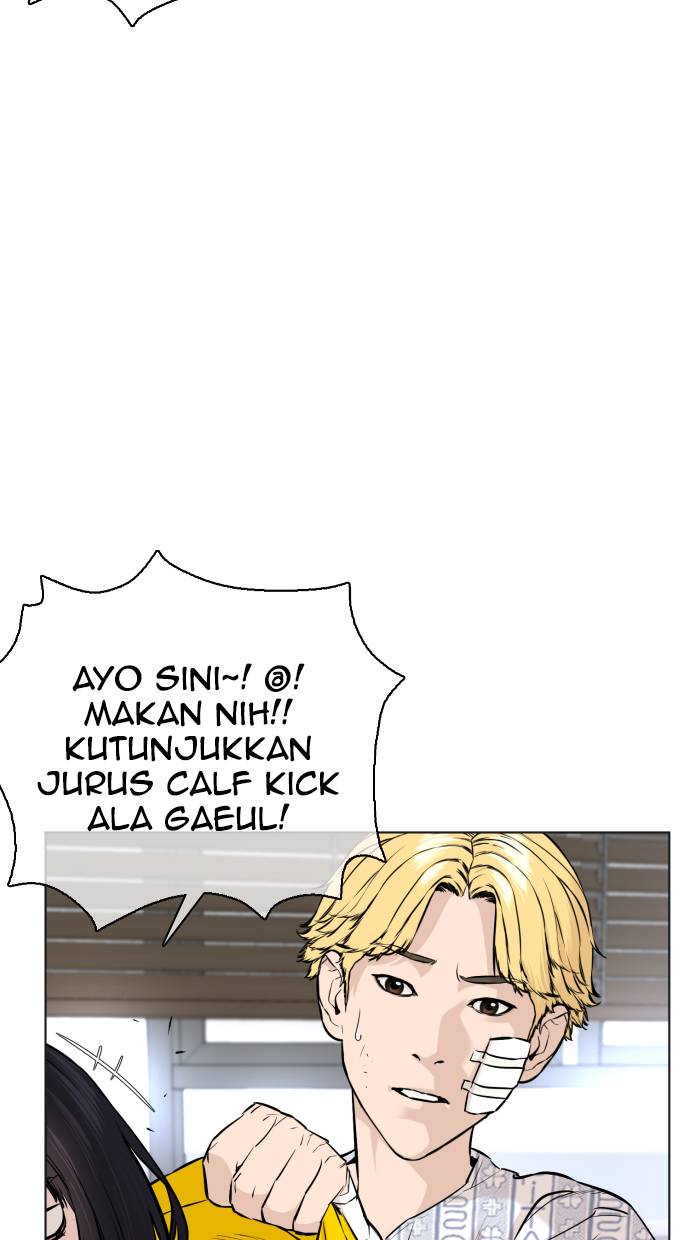 AYO SINI~! @!
MAKAN NIH!!
KUTUNJUKKAN
JURUS CALF KICK
ALA GAEUL!